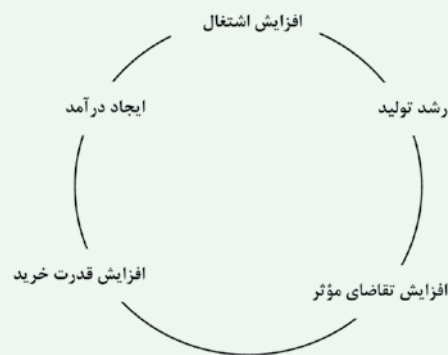 افزایش اشتغال
رشد تولید
ایجاد درآمد
افزایش تقاضای مؤثر
افزایش قدرت خرید